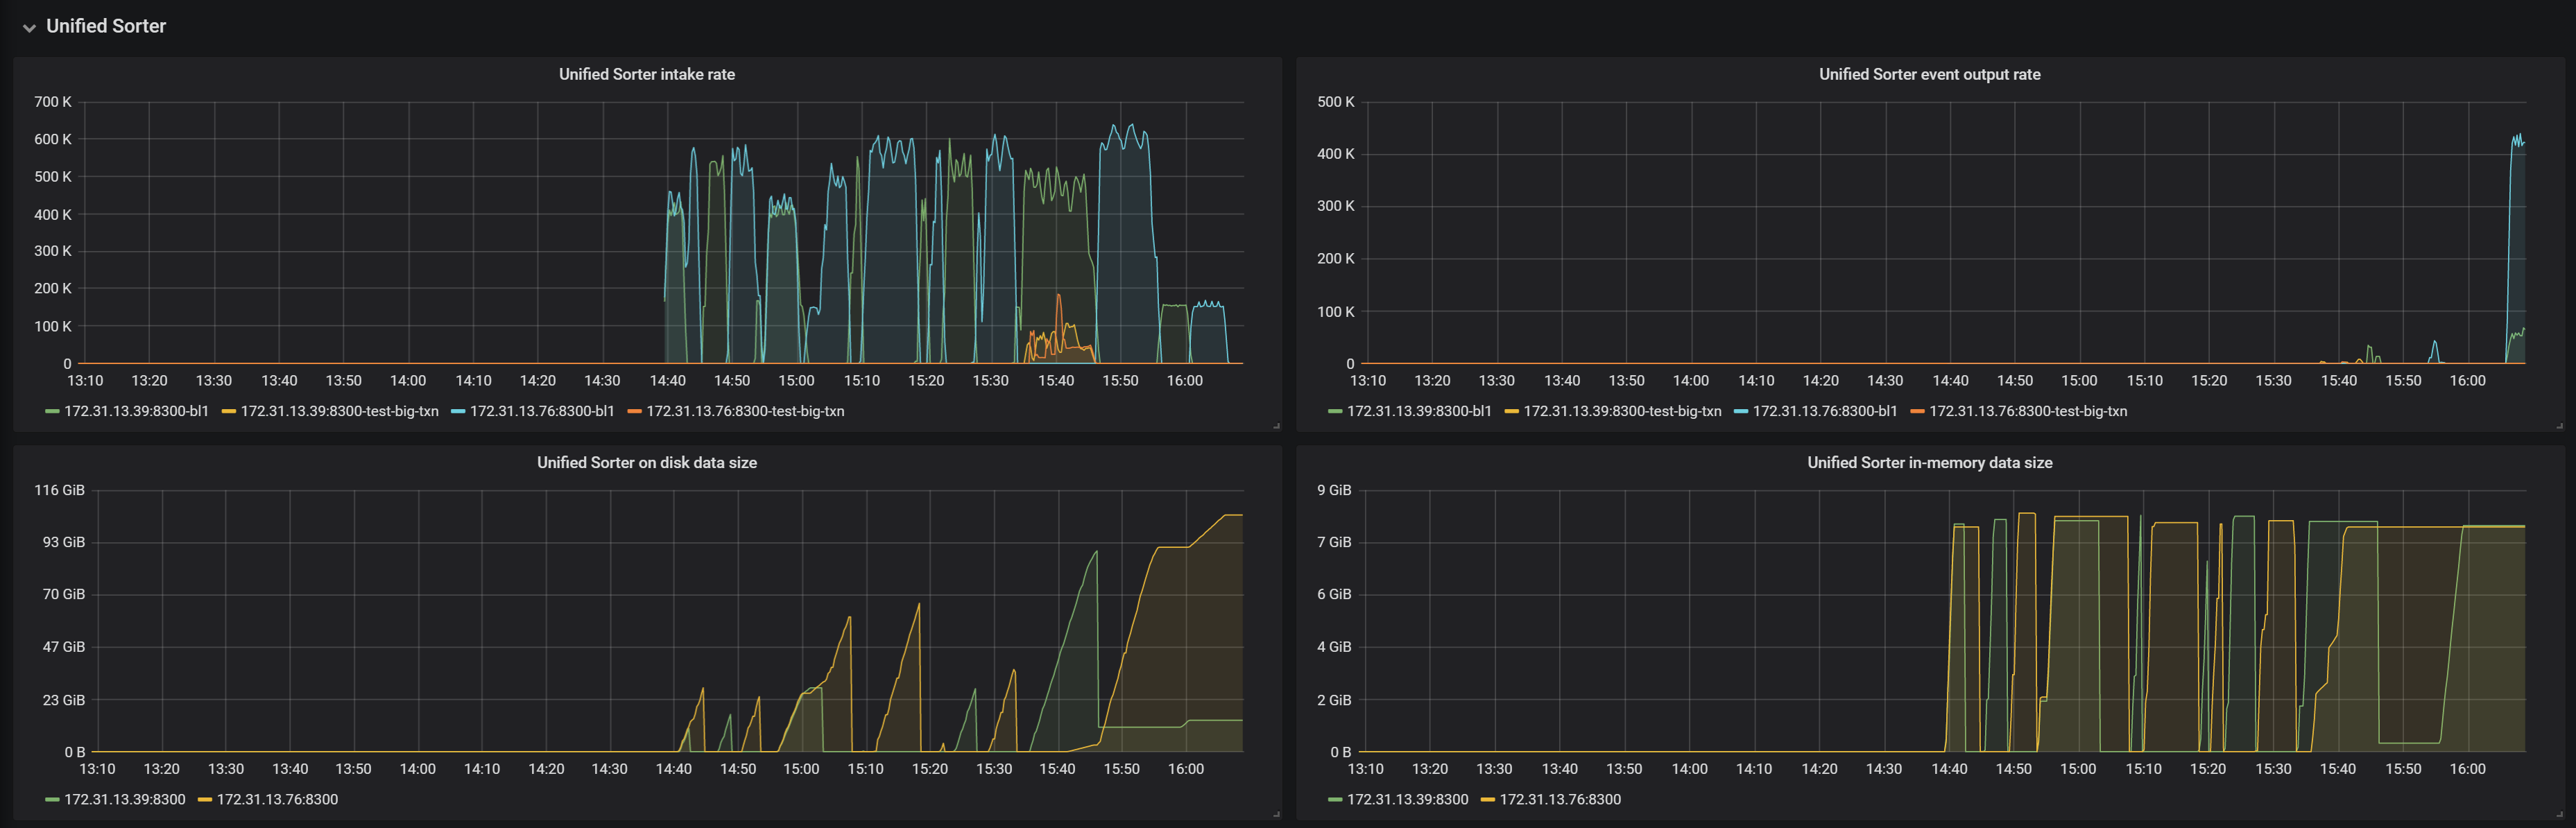 Unified Sorter
Unified Sorter intake rate
700 K
600 K
500 K
400 K
300 K
200 K
100 K
0
13:10 13:20 13:30 13:40 13:50 14:00 14:10 14:20 14:30 14:40 14:50 15:00 15:10 15:20 15:30 15:40 15:50 16:00
172.31.13.39:8300-bl1 172.31.13.39:8300-test-big-txn 172.31.13.76:8300-bl1 172.31.13.76:8300-test-big-txn
Unified Sorter event output rate
500 K
400 K
300 K
200 K
100 K
0
13:10 13:20 13:30 13:40 13:50 14:00 14:10 14:20 14:30 14:40 14:50 15:00 15:10 15:20 15:30 15:40 15:50 16:00
172.31.13.39:8300-bl1 172.31.13.39:8300-test-big-txn 172.31.13.76:8300-bl1 172.31.13.76:8300-test-big-txn
Unified Sorter on disk data size
116 GiB
93 GiB
70 GiB
47 GiB
23 GiB
0 B
13:10 13:20 13:30 13:40 13:50 14:00 14:10 14:20 14:30 14:40 14:50 15:00 15:10 15:20 15:30 15:40 15:50 16:00
172.31.13.39:8300 172.31.13.76:8300
Unified Sorter in-memory data size
9 GiB
7 GiB
6 GiB
4 GiB
2 GiB
0 B
13:10 13:20 13:30 13:40 13:50 14:00 14:10 14:20 14:30 14:40 14:50 15:00 15:10 15:20 15:30 15:40 15:50 16:00
172.31.13.39:8300 172.31.13.76:8300